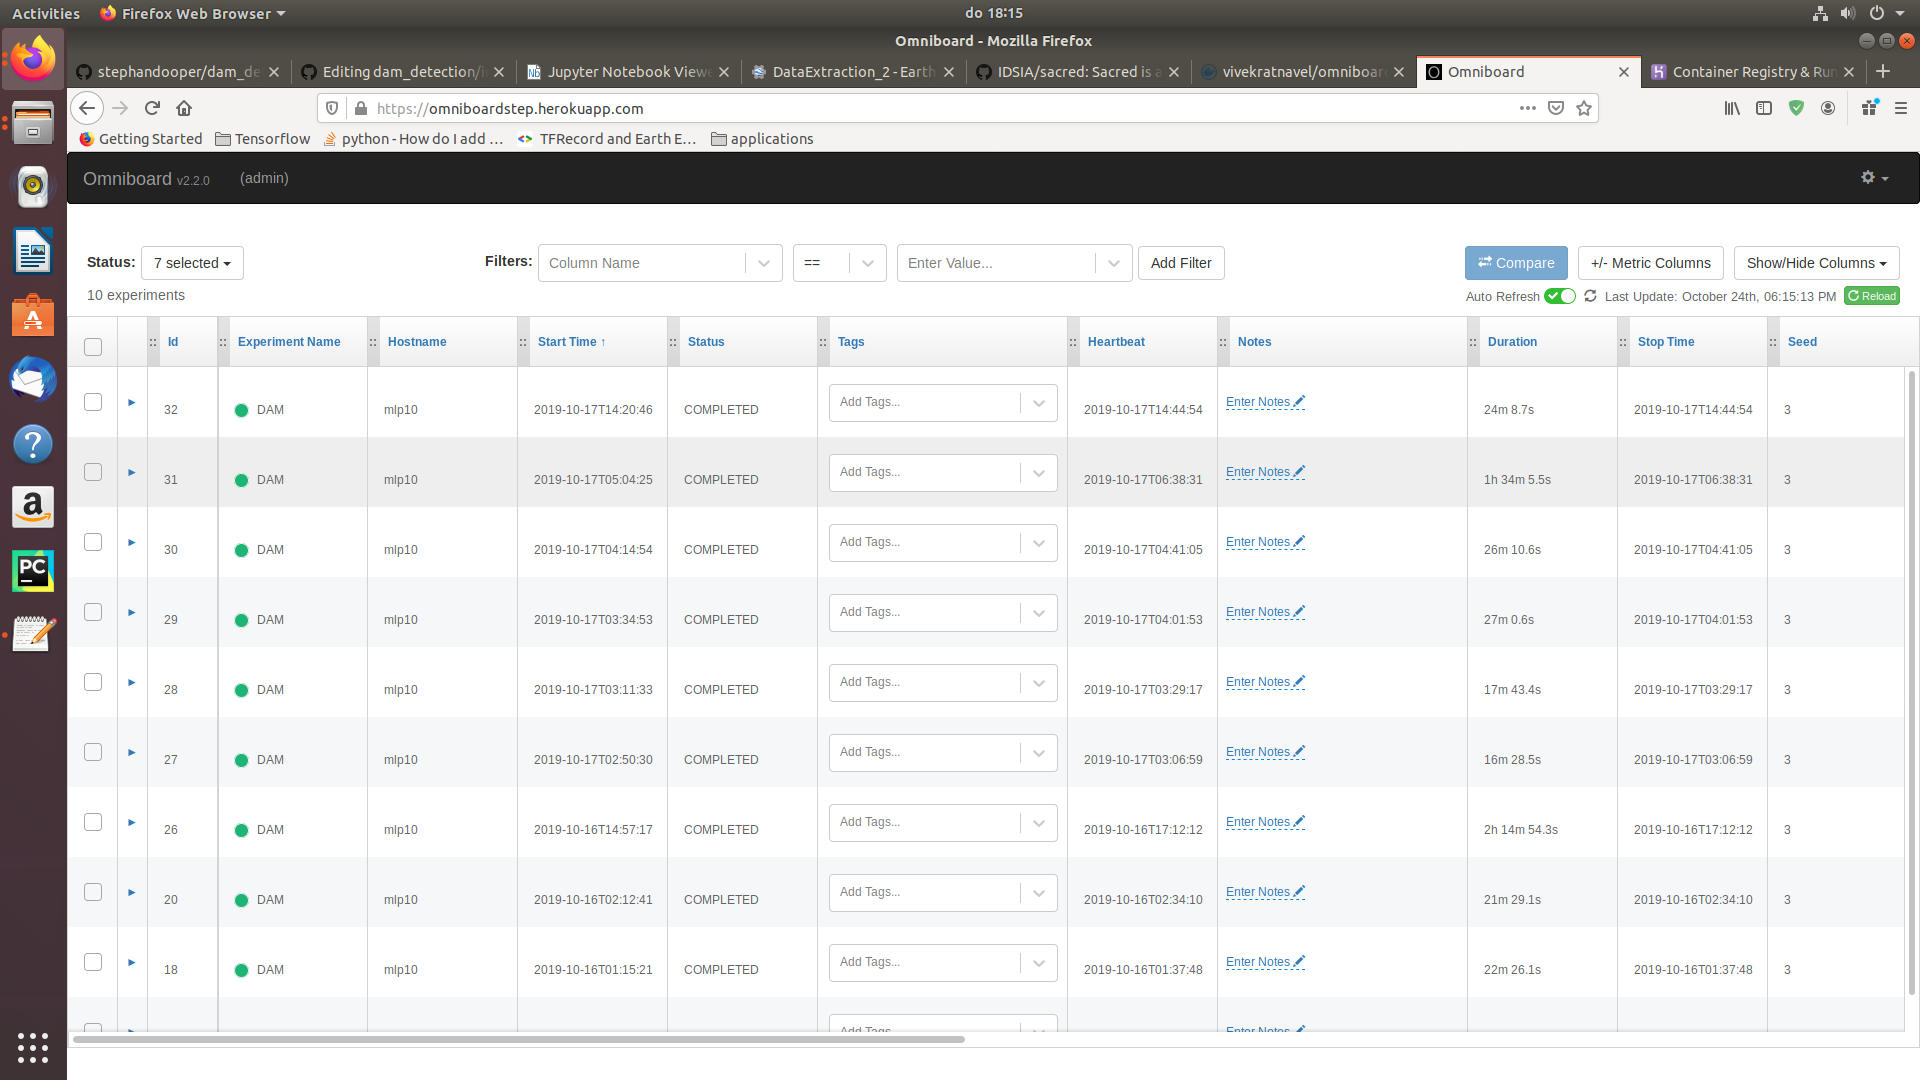 Activities Firefox Web Browser do 18:15
Omniboard - Mozilla Firefox
stephandooper/dam_de Editing dam_detection/i Jupyter Notebook Viewe DataExtraction_2 - Earth IDSIA/sacred: Sacred is a vivekratnavel/omniboar Omniboard Container Registry & Run
https://omniboardstep.herokuapp.com
Getting Started Tensorflow python - How do I add … TFRecord and Earth E… applications
Omniboard v2.2.0 (admin)
Status: 7 selected Filters: Column Name == Enter Value... Add Filter Compare +/- Metric Columns Show/Hide Columns
10 experiments Auto Refresh Last Update: October 24th, 06:15:13 PM Reload
Id Experiment Name Hostname Start Time ↑ Status Tags Heartbeat Notes Duration Stop Time Seed
32 DAM mlp10 2019-10-17T14:20:46 COMPLETED Add Tags... 2019-10-17T14:44:54 Enter Notes 24m 8.7s 2019-10-17T14:44:54 3
31 DAM mlp10 2019-10-17T05:04:25 COMPLETED Add Tags... 2019-10-17T06:38:31 Enter Notes 1h 34m 5.5s 2019-10-17T06:38:31 3
30 DAM mlp10 2019-10-17T04:14:54 COMPLETED Add Tags... 2019-10-17T04:41:05 Enter Notes 26m 10.6s 2019-10-17T04:41:05 3
29 DAM mlp10 2019-10-17T03:34:53 COMPLETED Add Tags... 2019-10-17T04:01:53 Enter Notes 27m 0.6s 2019-10-17T04:01:53 3
28 DAM mlp10 2019-10-17T03:11:33 COMPLETED Add Tags... 2019-10-17T03:29:17 Enter Notes 17m 43.4s 2019-10-17T03:29:17 3
27 DAM mlp10 2019-10-17T02:50:30 COMPLETED Add Tags... 2019-10-17T03:06:59 Enter Notes 16m 28.5s 2019-10-17T03:06:59 3
26 DAM mlp10 2019-10-16T14:57:17 COMPLETED Add Tags... 2019-10-16T17:12:12 Enter Notes 2h 14m 54.3s 2019-10-16T17:12:12 3
20 DAM mlp10 2019-10-16T02:12:41 COMPLETED Add Tags... 2019-10-16T02:34:10 Enter Notes 21m 29.1s 2019-10-16T02:34:10 3
18 DAM mlp10 2019-10-16T01:15:21 COMPLETED Add Tags... 2019-10-16T01:37:48 Enter Notes 22m 26.1s 2019-10-16T01:37:48 3
Add Tags... Enter Notes